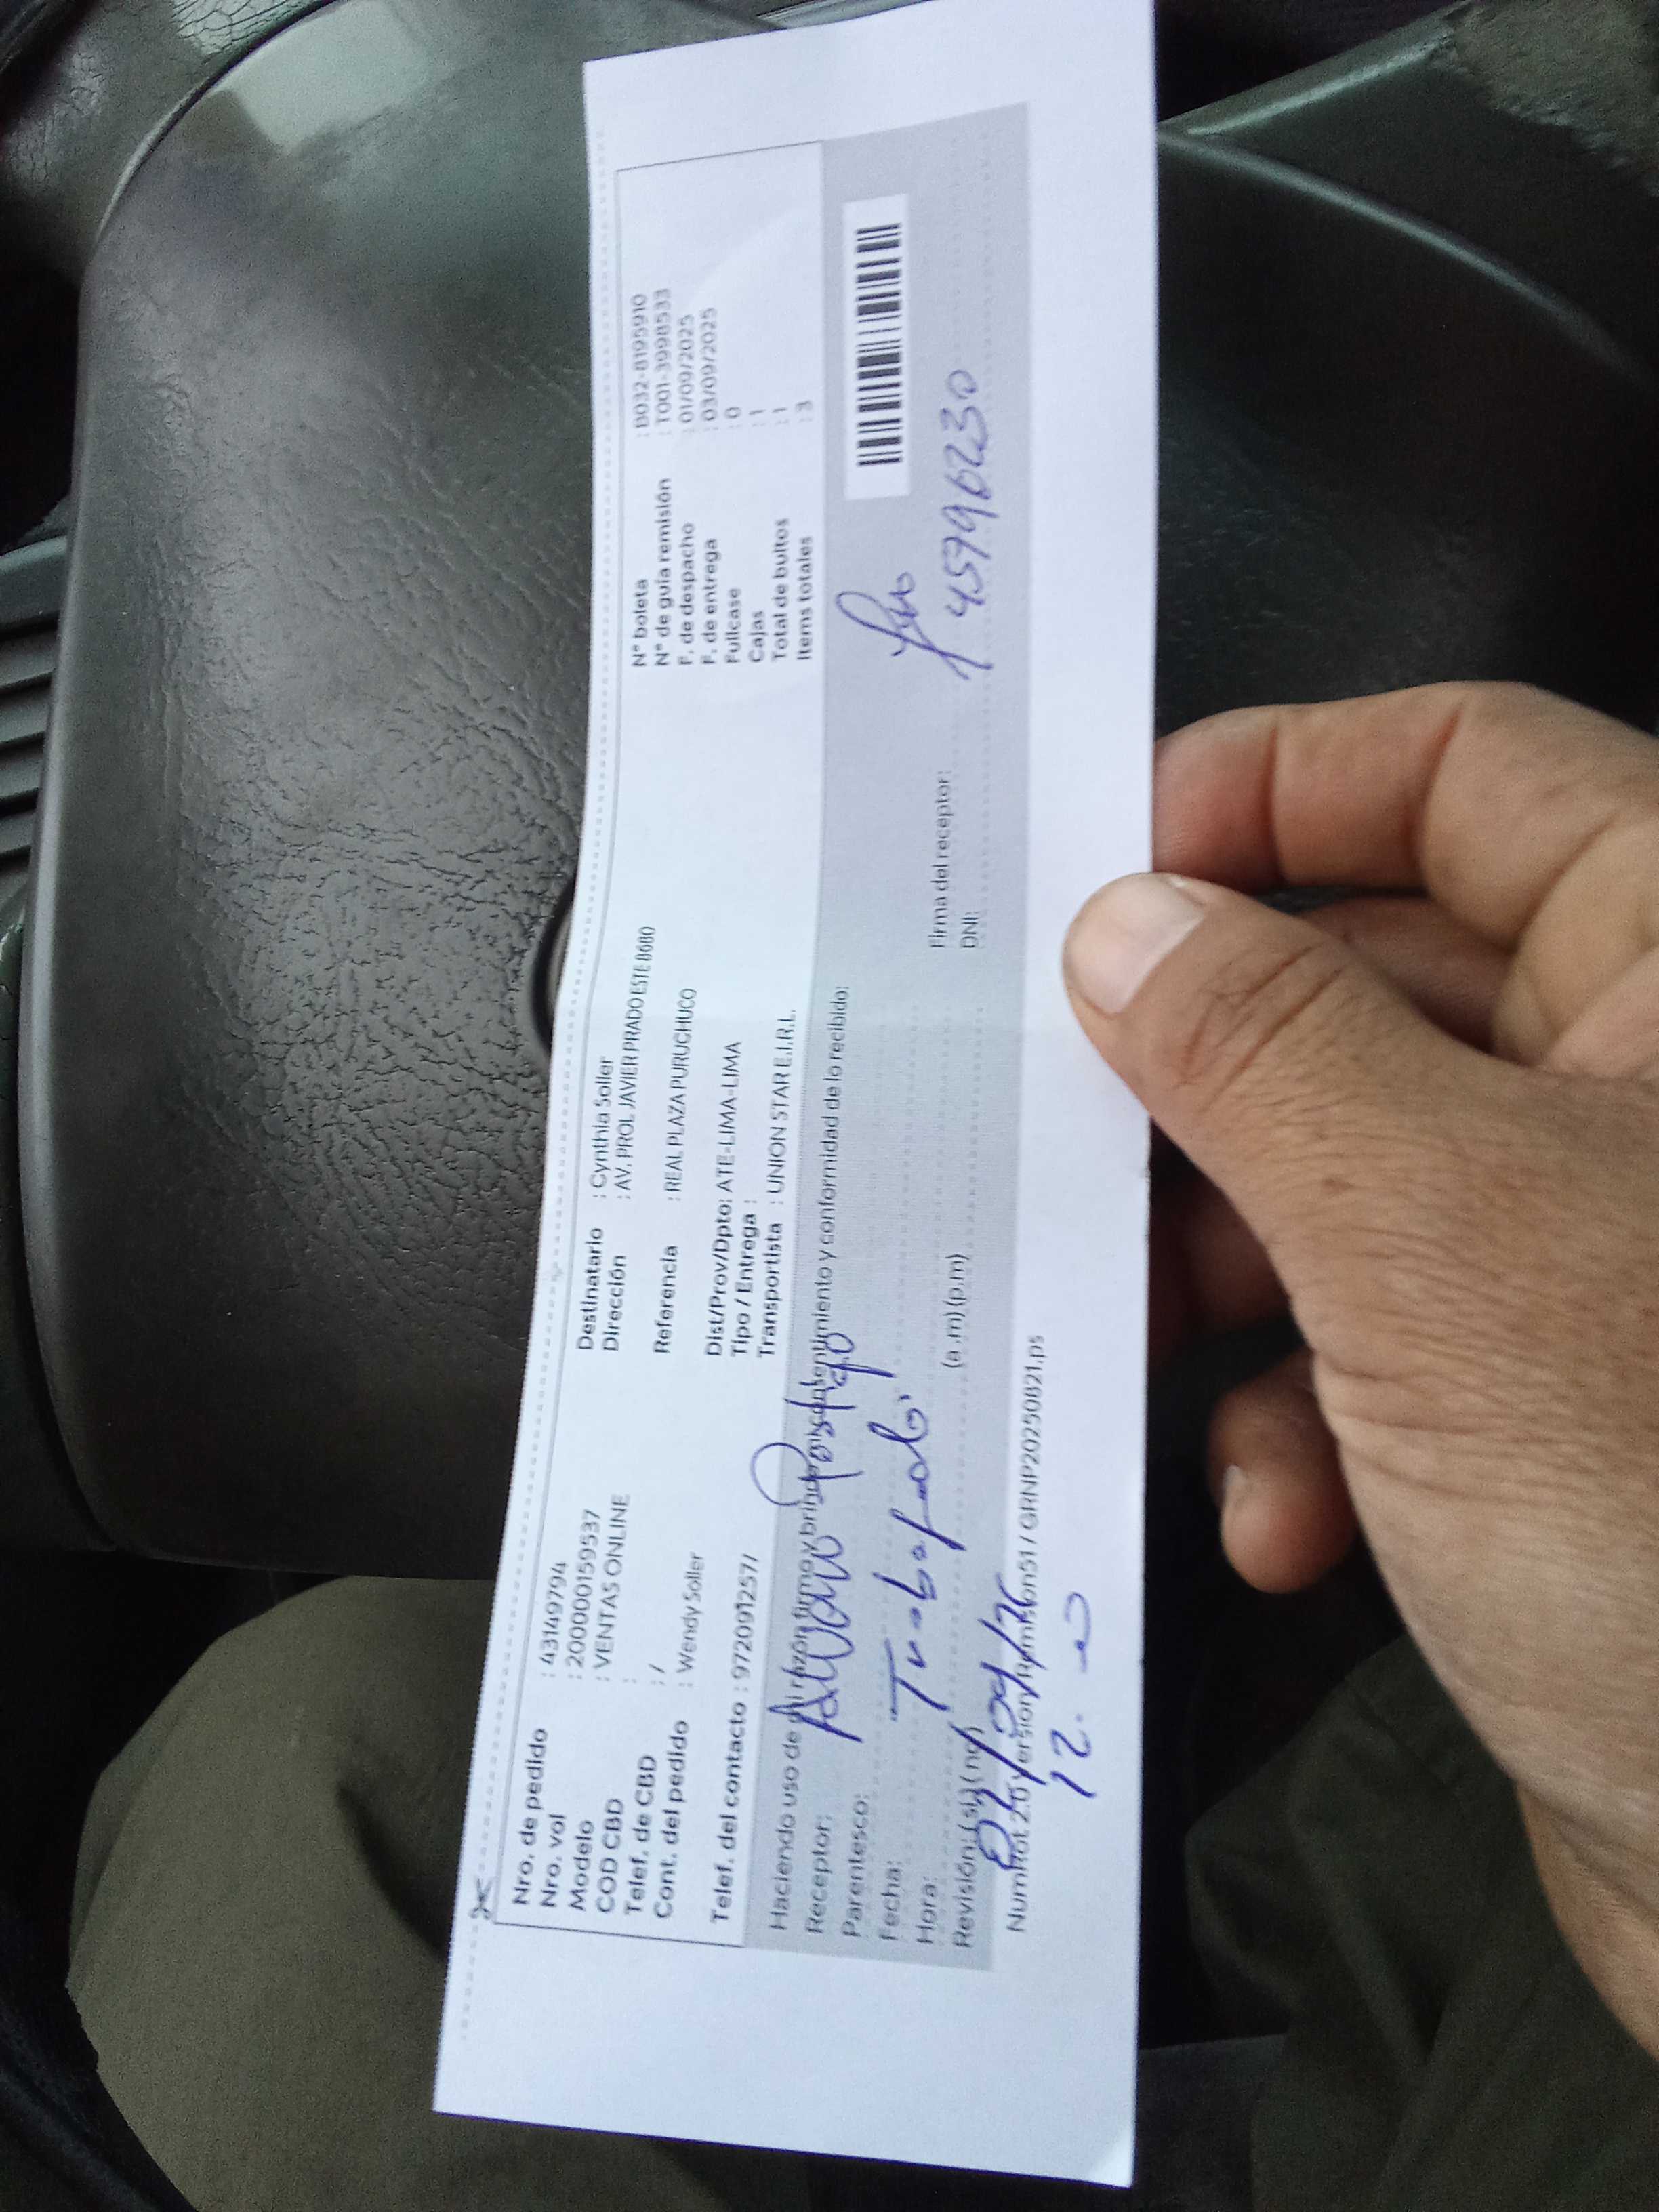 Nro. de pedido : 43149794
Nro. vol : 200000159537
Modelo : VENTAS ONLINE
COD CBD :
Telef. de CBD : /
Cont. del pedido : Wendy Soller
Telef. del contacto : 972091257/
Destinatario : Cynthia Soller
Dirección : AV. PROL JAVIER PRADO ESTE 8680
Referencia : REAL PLAZA PURUCHUCO
Dist/Prov/Dpto: ATE-LIMA-LIMA
Tipo / Entrega :
Transportista : UNION STAR E.I.R.L.
N° boleta : B032-8195910
N° de guía remisión : T001-3998533
F. de despacho : 01/09/2025
F. de entrega : 03/09/2025
Fullcase : 0
Cajas : 1
Total de bultos : 1
Items totales : 3
Haciendo uso de mi razón firmo y brindo mi consentimiento y conformidad de lo recibido:
Receptor:
Parentesco:
Fecha:
Hora: (a .m) (p.m)
Revisión: ( si ) ( no )
Firma del receptor:
DNI: 45796230